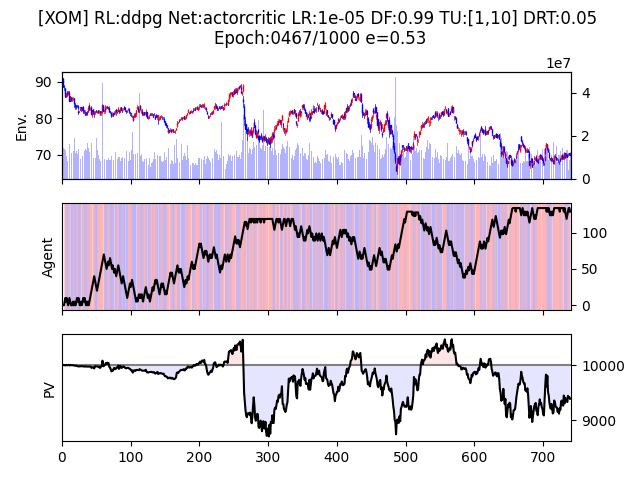 [XOM] RL:ddpg Net:actorcritic LR:1e-05 DF:0.99 TU:[1,10] DRT:0.05
Epoch:0467/1000 e=0.53
1e7
90
80
70
Env.
4
2
0
Agent
100
50
0
PV
10000
9000
0 100 200 300 400 500 600 700